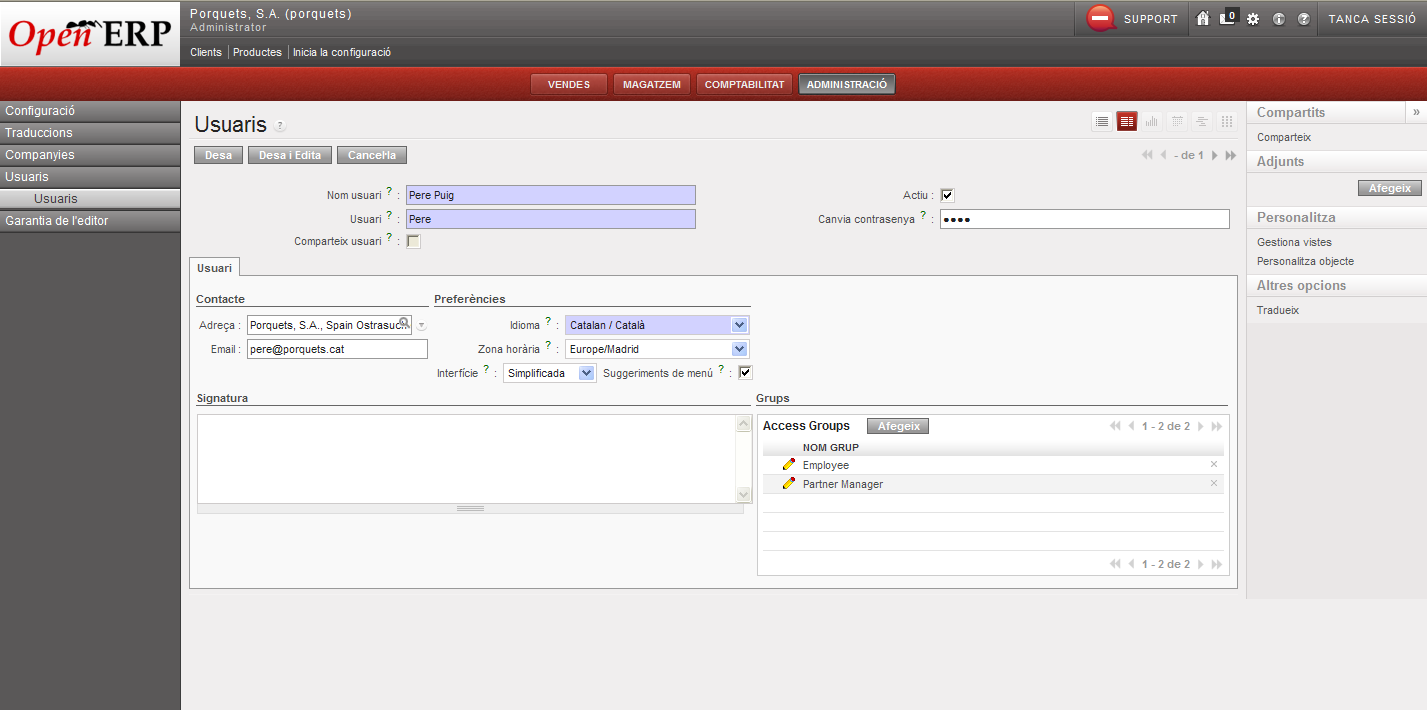 Open ERP
Porquets, S.A. (porquets)
Administrator
Clients Productes Inicia la configuració
0
SUPPORT
TANCA SESSIÓ
VENDES MAGATZEM COMPTABILITAT ADMINISTRACIÓ
Configuració
Traduccions
Companyies
Usuaris
Usuaris
Garantia de l'editor
Usuaris ?
Desa Desa i Edita Cancel·la
- de 1
Nom usuari ? : Pere Puig
Actiu :
Usuari ? : Pere
Canvia contrasenya ? : ●●●●
Comparteix usuari ? :
Usuari
Contacte
Preferències
Adreça : Porquets, S.A., Spain Ostrasuc..
Idioma ? : Catalan / Català
Email : pere@porquets.cat
Zona horària ? : Europe/Madrid
Interfície ? : Simplificada
Suggeriments de menú ? :
Signatura
Grups
Access Groups Afegeix 1 - 2 de 2
NOM GRUP
Employee
Partner Manager
1 - 2 de 2
Compartits »
Comparteix
Adjunts
Afegeix
Personalitza
Gestiona vistes
Personalitza objecte
Altres opcions
Tradueix